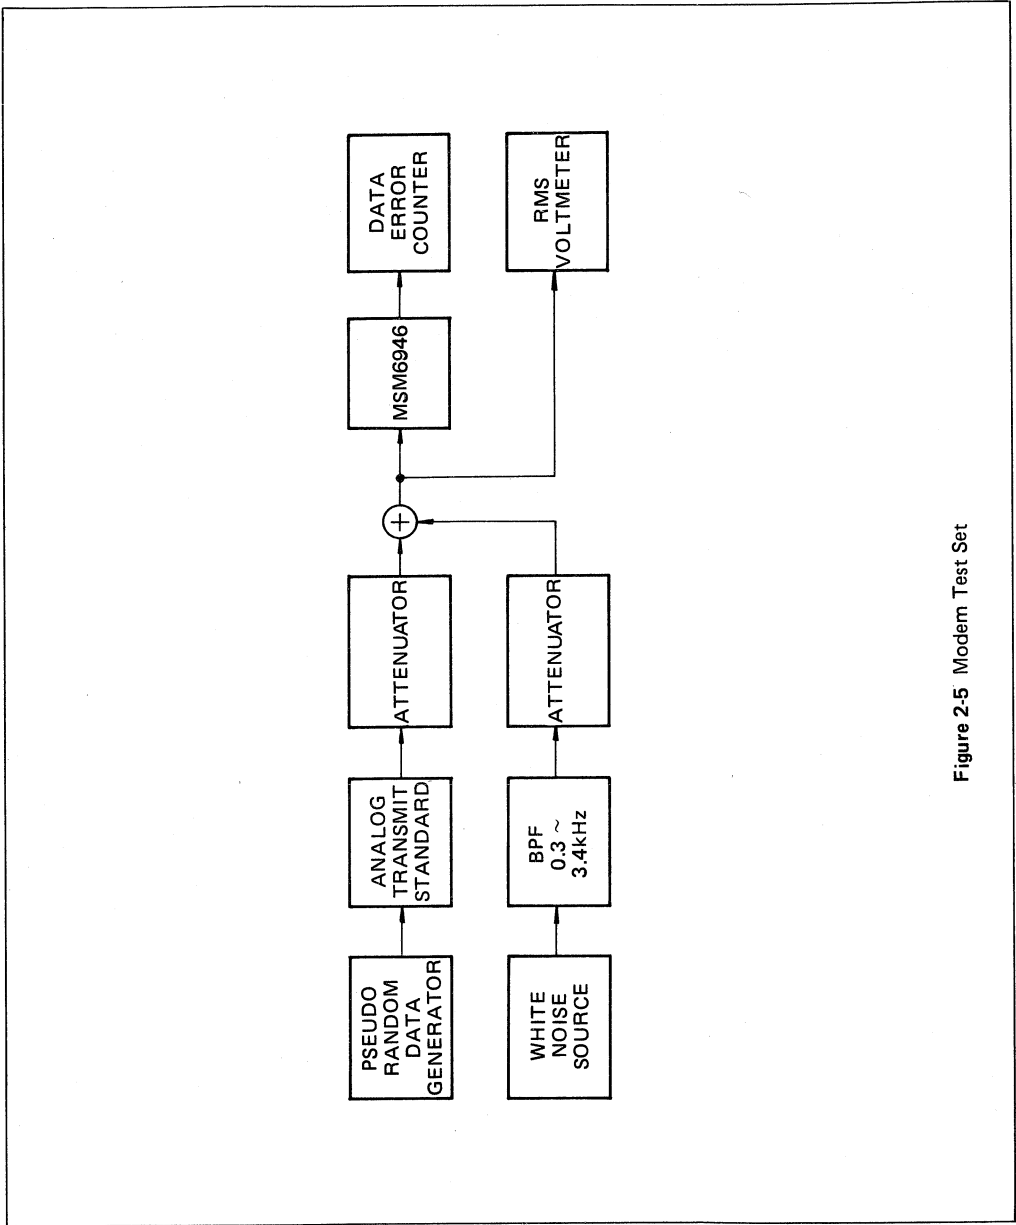 PSEUDO
RANDOM
DATA
GENERATOR
ANALOG
TRANSMIT
STANDARD
ATTENUATOR
+
MSM6946
DATA
ERROR
COUNTER
WHITE
NOISE
SOURCE
BPF
0.3 ~
3.4kHz
ATTENUATOR
RMS
VOLTMETER
Figure 2-5 Modem Test Set